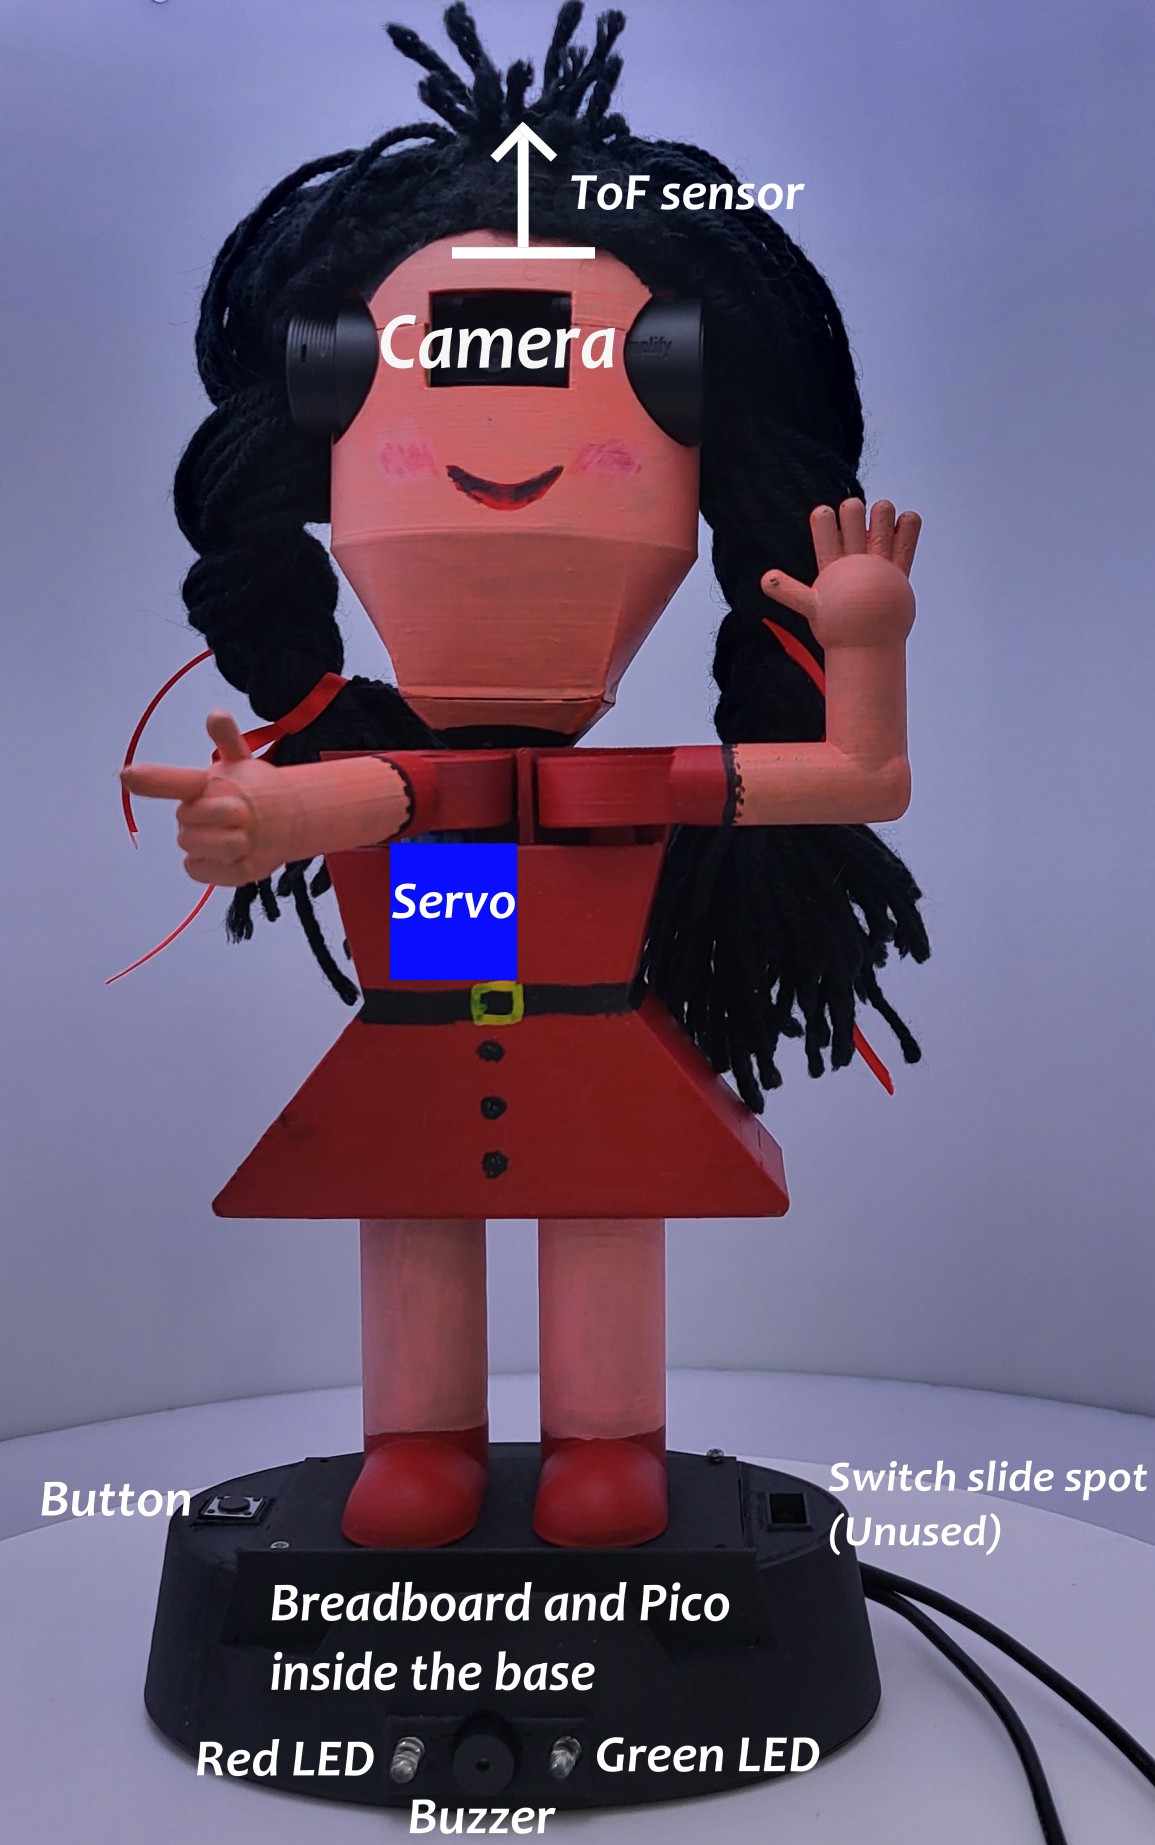 ToF sensor
Camera
Servo
Button
Switch slide spot
(Unused)
Breadboard and Pico
inside the base
Red LED
Green LED
Buzzer